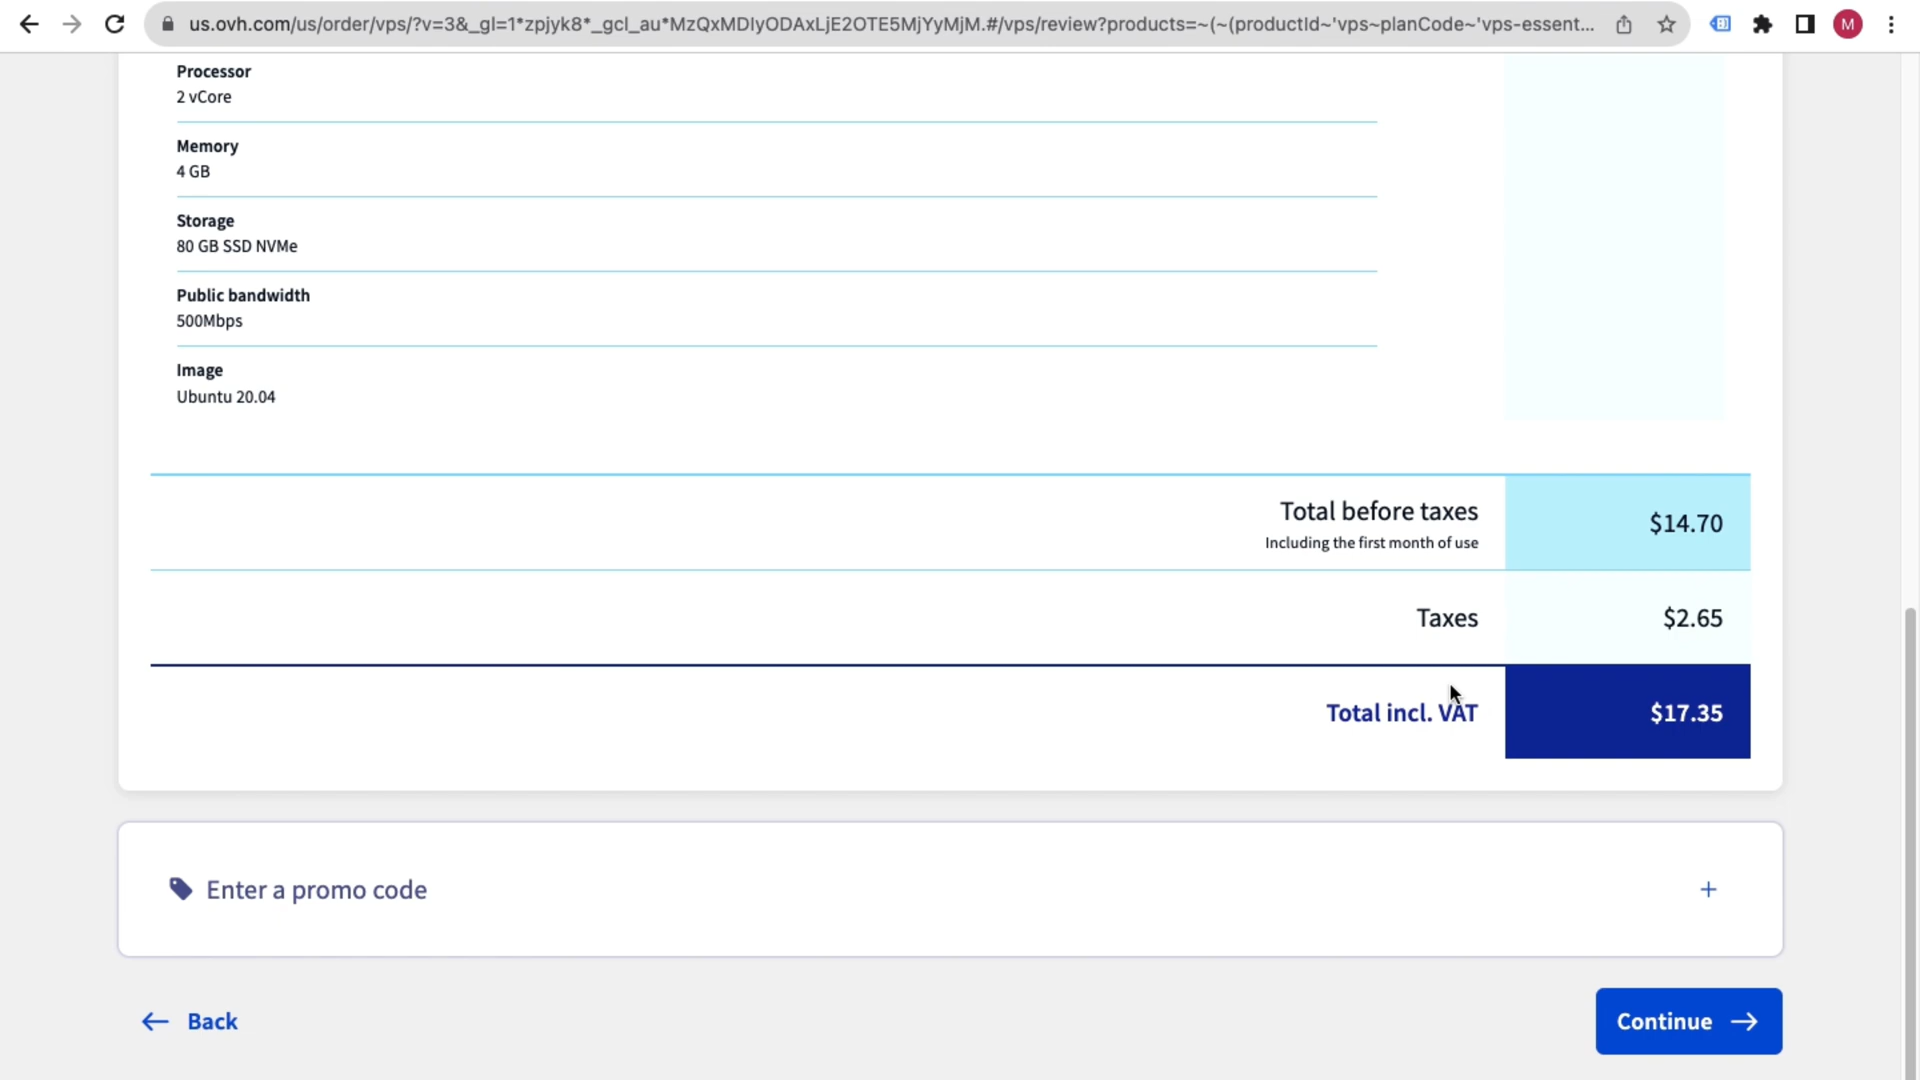 us.ovh.com/us/order/vps/?v=3&_gl=1*zpjyk8*_gcl_au*MzQxMDIyODAxLjE2OTE5MjYyMjM.#/vps/review?products=~(~(productId~'vps~planCode~'vps-essent...
M
Processor
2 vCore
Memory
4 GB
Storage
80 GB SSD NVMe
Public bandwidth
500Mbps
Image
Ubuntu 20.04
Total before taxes
Including the first month of use
$14.70
Taxes
$2.65
Total incl. VAT
$17.35
Enter a promo code
Back
Continue